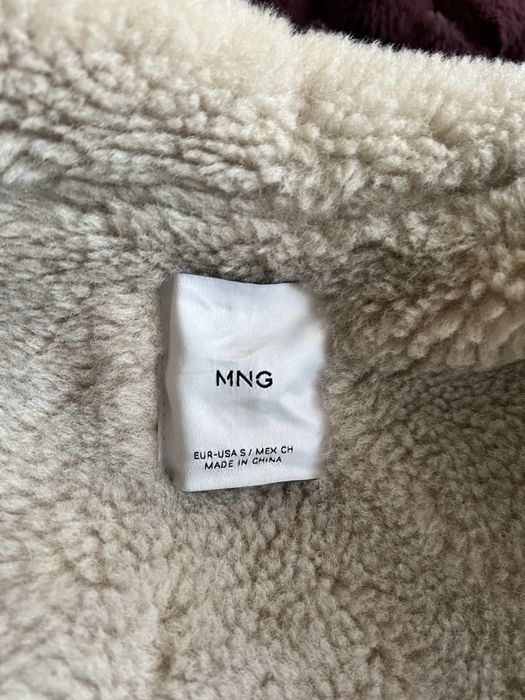 MNG
EUR-USA S / MEX CH
MADE IN CHINA